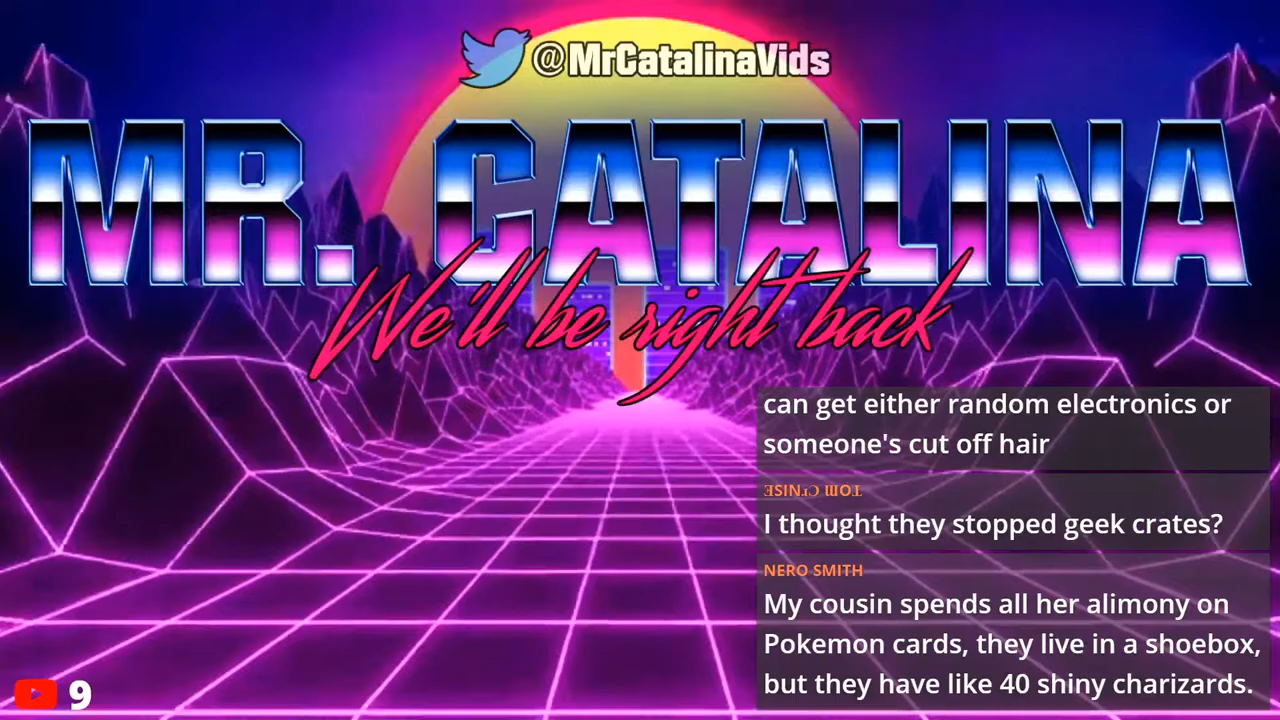 @MrCatalinaVids
MR. CATALINA
We'll be right back
can get either random electronics or
someone's cut off hair
I thought they stopped geek crates?
NERO SMITH
My cousin spends all her alimony on
Pokemon cards, they live in a shoebox,
but they have like 40 shiny charizards.
9